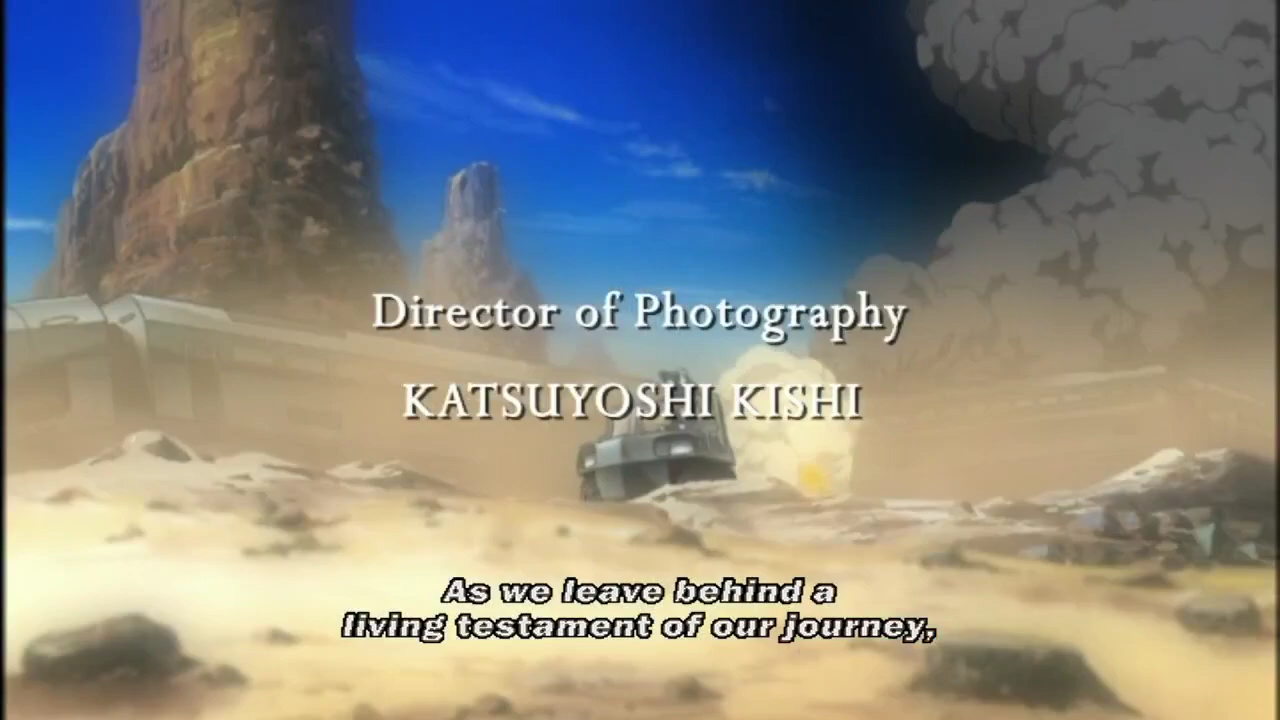 Director of Photography
KATSUYOSHI KISHI
As we leave behind a
living testament of our journey,